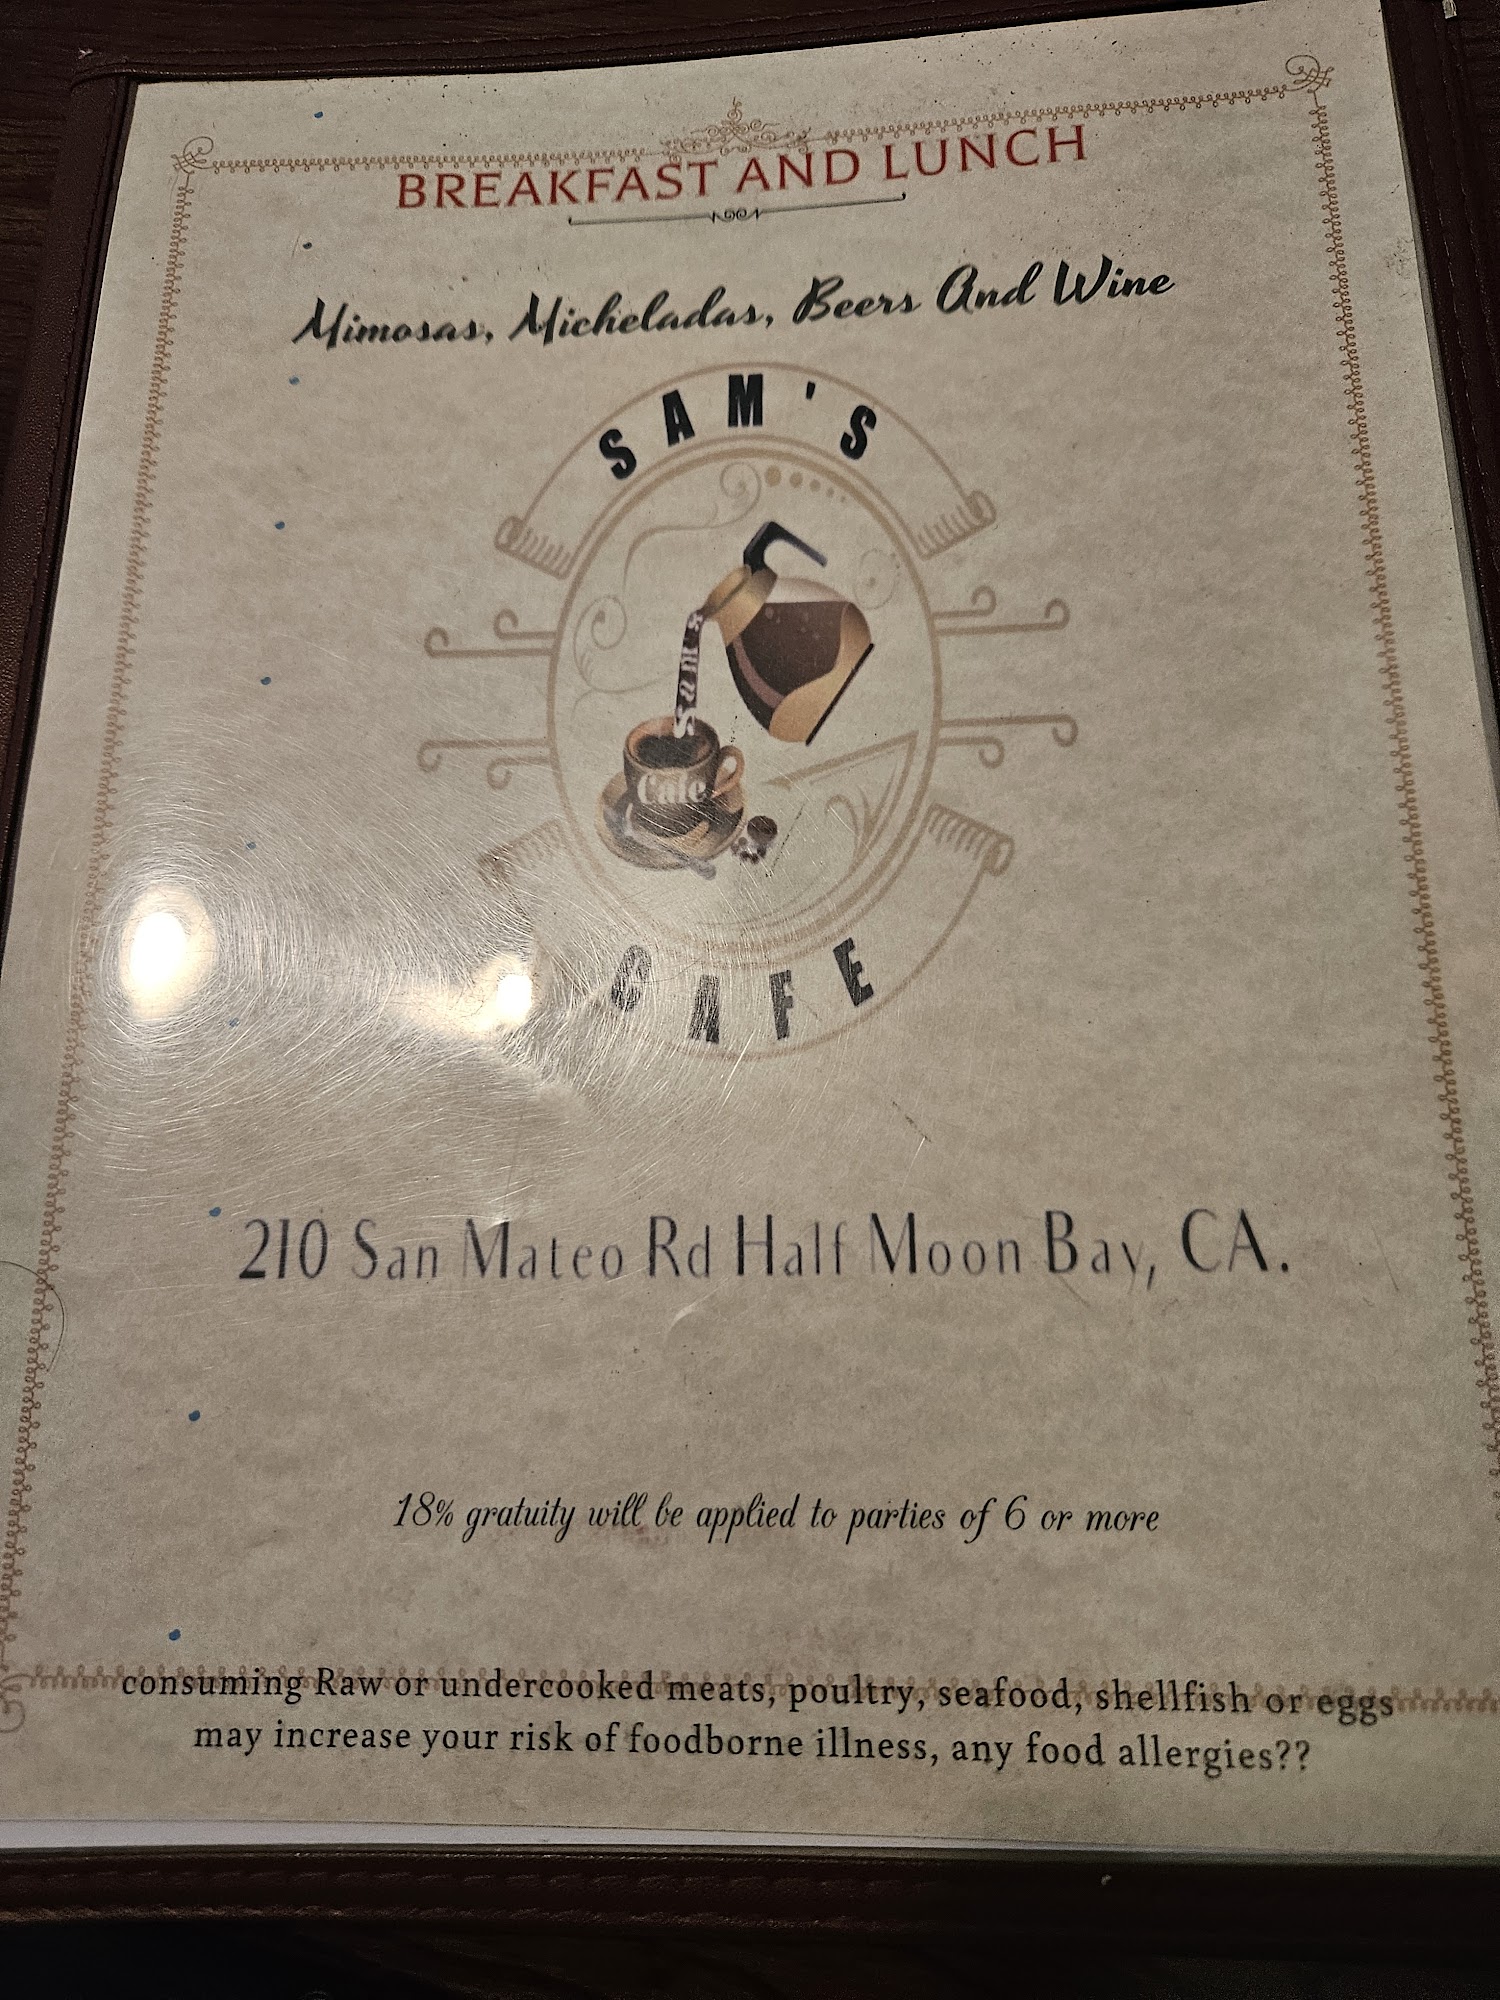 BREAKFAST AND LUNCH
Mimosas, Micheladas, Beers And Wine
SAM'S
Sam's
Cafe
CAFE
210 San Mateo Rd Half Moon Bay, CA.
18% gratuity will be applied to parties of 6 or more
consuming Raw or undercooked meats, poultry, seafood, shellfish or eggs
may increase your risk of foodborne illness, any food allergies??